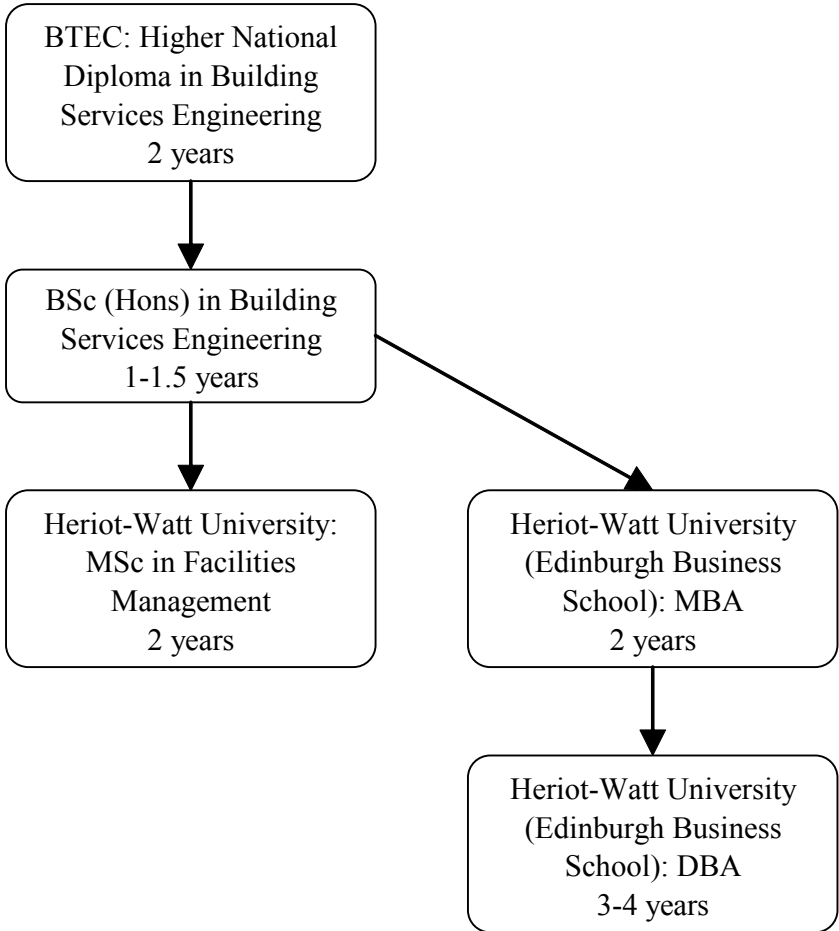 BTEC: Higher National
Diploma in Building
Services Engineering
2 years
BSc (Hons) in Building
Services Engineering
1-1.5 years
Heriot-Watt University:
MSc in Facilities
Management
2 years
Heriot-Watt University
(Edinburgh Business
School): MBA
2 years
Heriot-Watt University
(Edinburgh Business
School): DBA
3-4 years